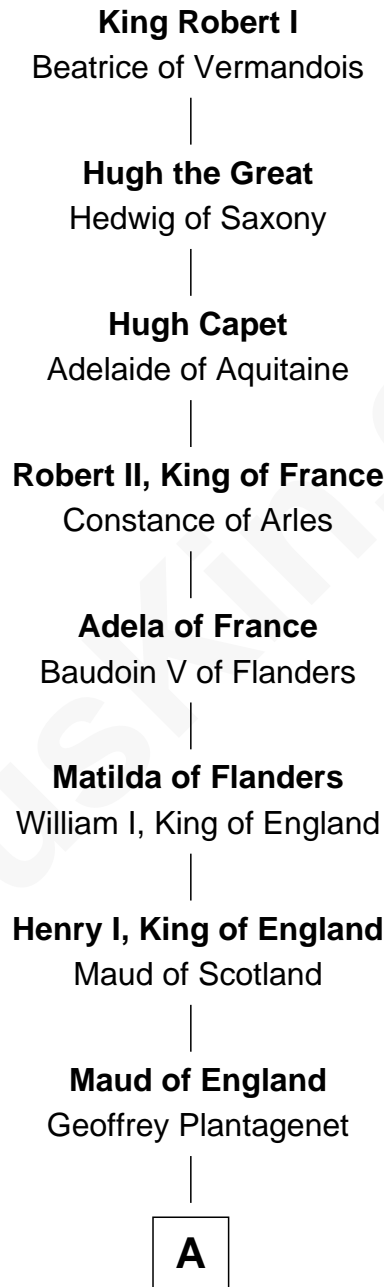 King Robert I
Beatrice of Vermandois
Hugh the Great
Hedwig of Saxony
Hugh Capet
Adelaide of Aquitaine
Robert II, King of France
Constance of Arles
Adela of France
Baudoin V of Flanders
Matilda of Flanders
William I, King of England
Henry I, King of England
Maud of Scotland
Maud of England
Geoffrey Plantagenet
A